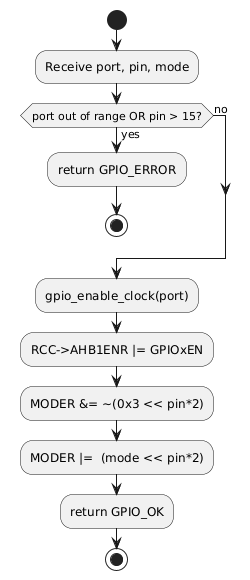 Receive port, pin, mode
port out of range OR pin > 15?
no
yes
return GPIO_ERROR
gpio_enable_clock(port)
RCC->AHB1ENR |= GPIOxEN
MODER &= ~(0x3 << pin*2)
MODER |=  (mode << pin*2)
return GPIO_OK